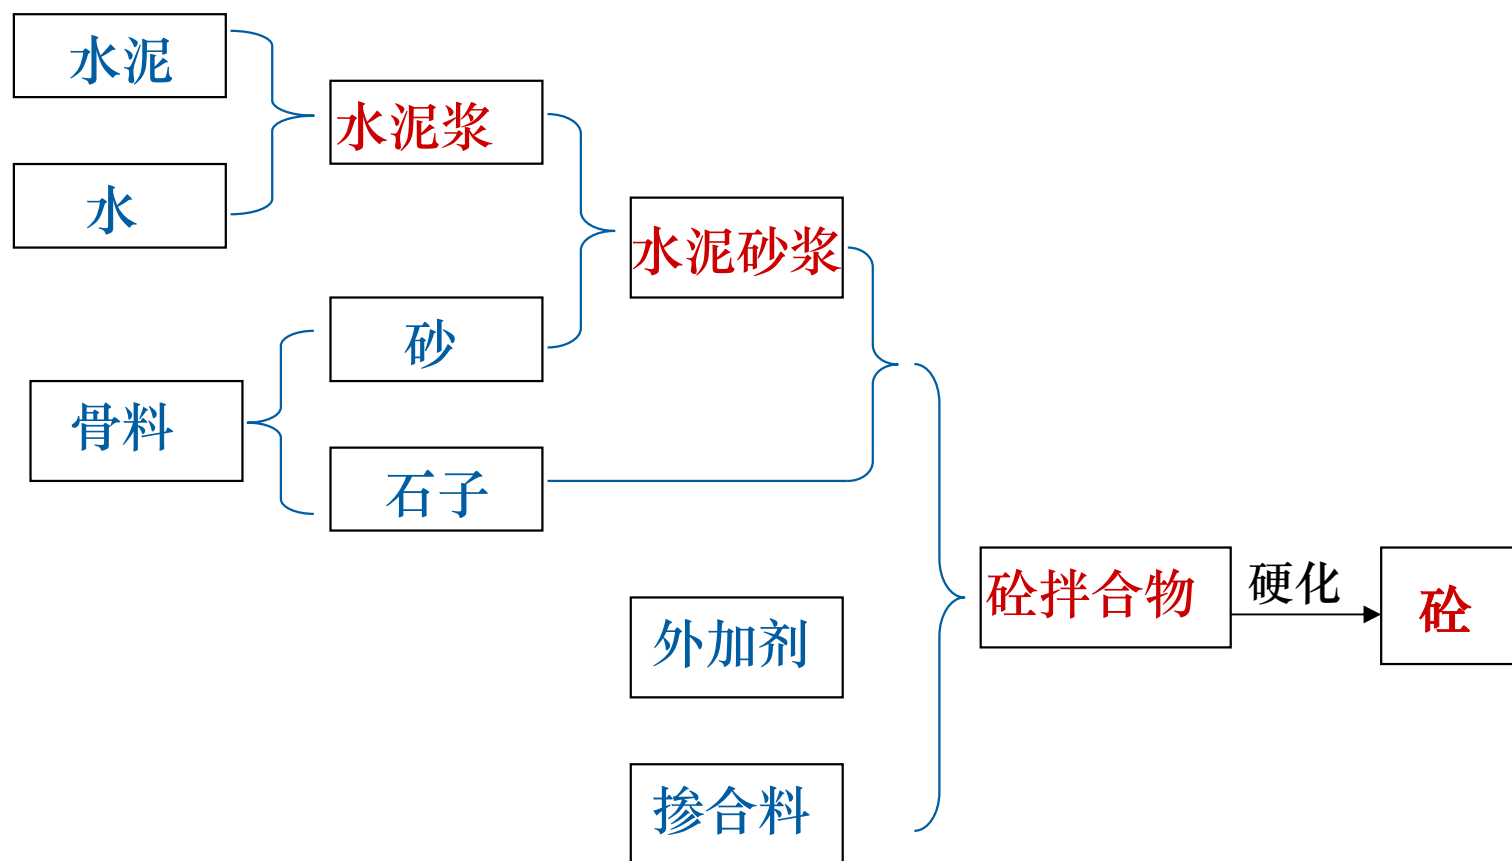 水泥
水
水泥浆
水泥砂浆
骨料
砂
石子
外加剂
掺合料
砼拌合物
硬化
砼